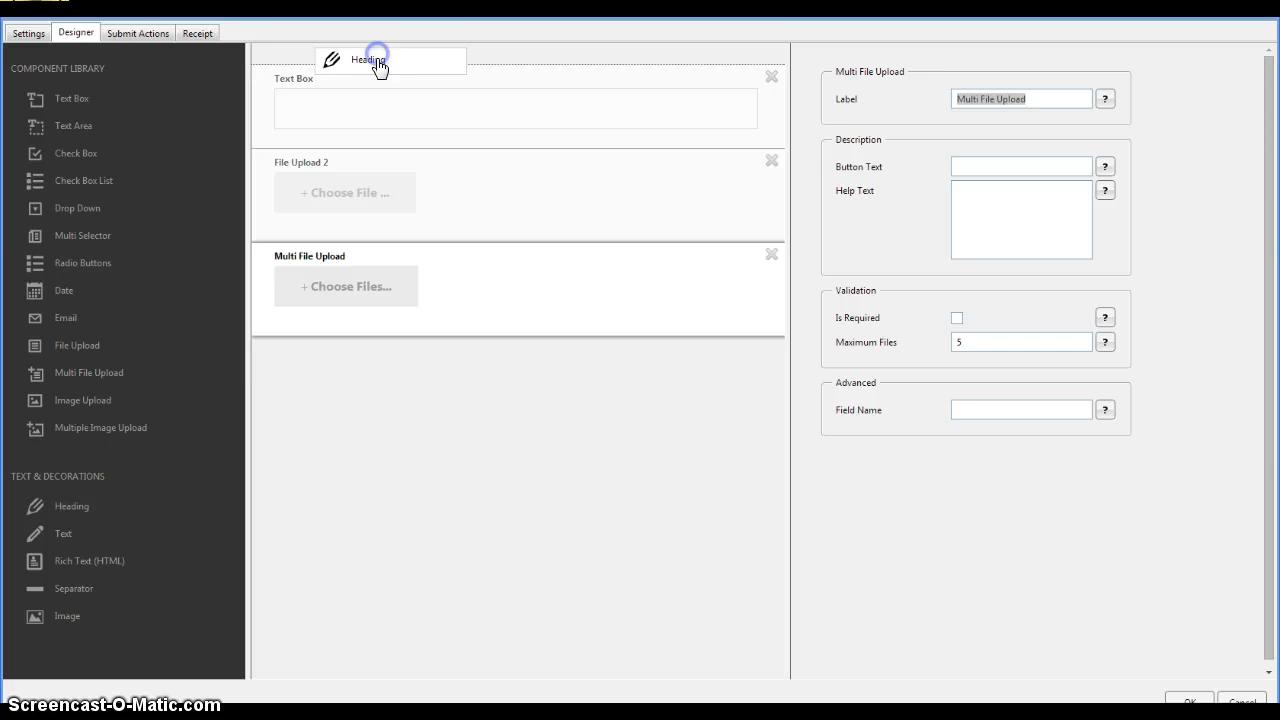 Settings Designer Submit Actions Receipt
COMPONENT LIBRARY
Text Box
Text Area
Check Box
Check Box List
Drop Down
Multi Selector
Radio Buttons
Date
Email
File Upload
Multi File Upload
Image Upload
Multiple Image Upload
TEXT & DECORATIONS
Heading
Text
Rich Text (HTML)
Separator
Image
Heading
Text Box
File Upload 2
+ Choose File ...
Multi File Upload
+ Choose Files...
Multi File Upload
Label Multi File Upload ?
Description
Button Text ?
Help Text ?
Validation
Is Required ?
Maximum Files 5 ?
Advanced
Field Name ?
OK Cancel
Screencast-O-Matic.com